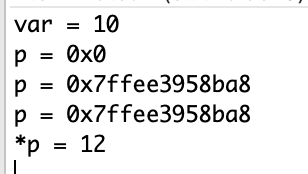 var = 10
p = 0x0
p = 0x7ffee3958ba8
p = 0x7ffee3958ba8
*p = 12